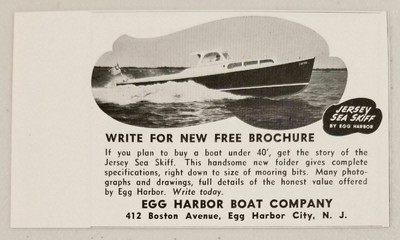 JERSEY
SEA SKIFF
BY EGG HARBOR
WRITE FOR NEW FREE BROCHURE
If you plan to buy a boat under 40', get the story of the
Jersey Sea Skiff. This handsome new folder gives complete
specifications, right down to size of mooring bits. Many photo-
graphs and drawings, full details of the honest value offered
by Egg Harbor. Write today.
EGG HARBOR BOAT COMPANY
412 Boston Avenue, Egg Harbor City, N. J.